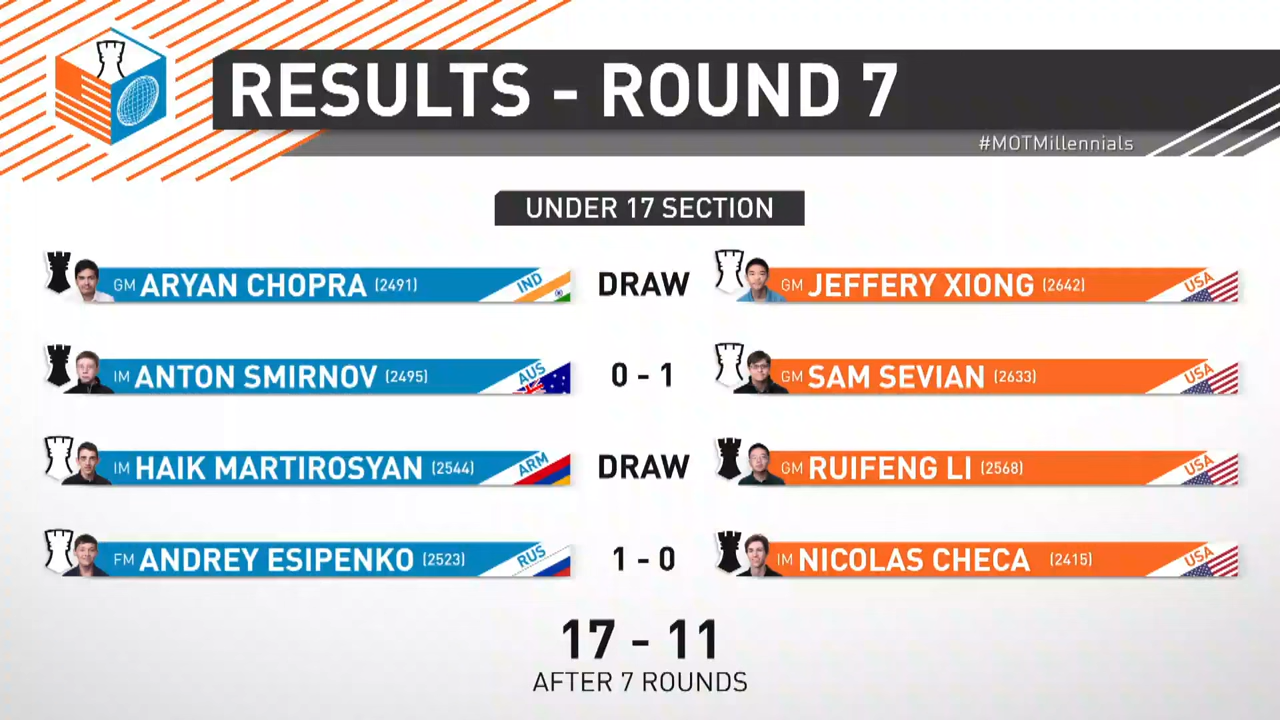 RESULTS - ROUND 7
#MOTMillennials
UNDER 17 SECTION
GM ARYAN CHOPRA (2491) IND DRAW GM JEFFERY XIONG (2642) USA
IM ANTON SMIRNOV (2495) AUS 0 - 1 GM SAM SEVIAN (2633) USA
IM HAIK MARTIROSYAN (2544) ARM DRAW GM RUIFENG LI (2568) USA
FM ANDREY ESIPENKO (2523) RUS 1 - 0 IM NICOLAS CHECA (2415) USA
17 - 11
AFTER 7 ROUNDS